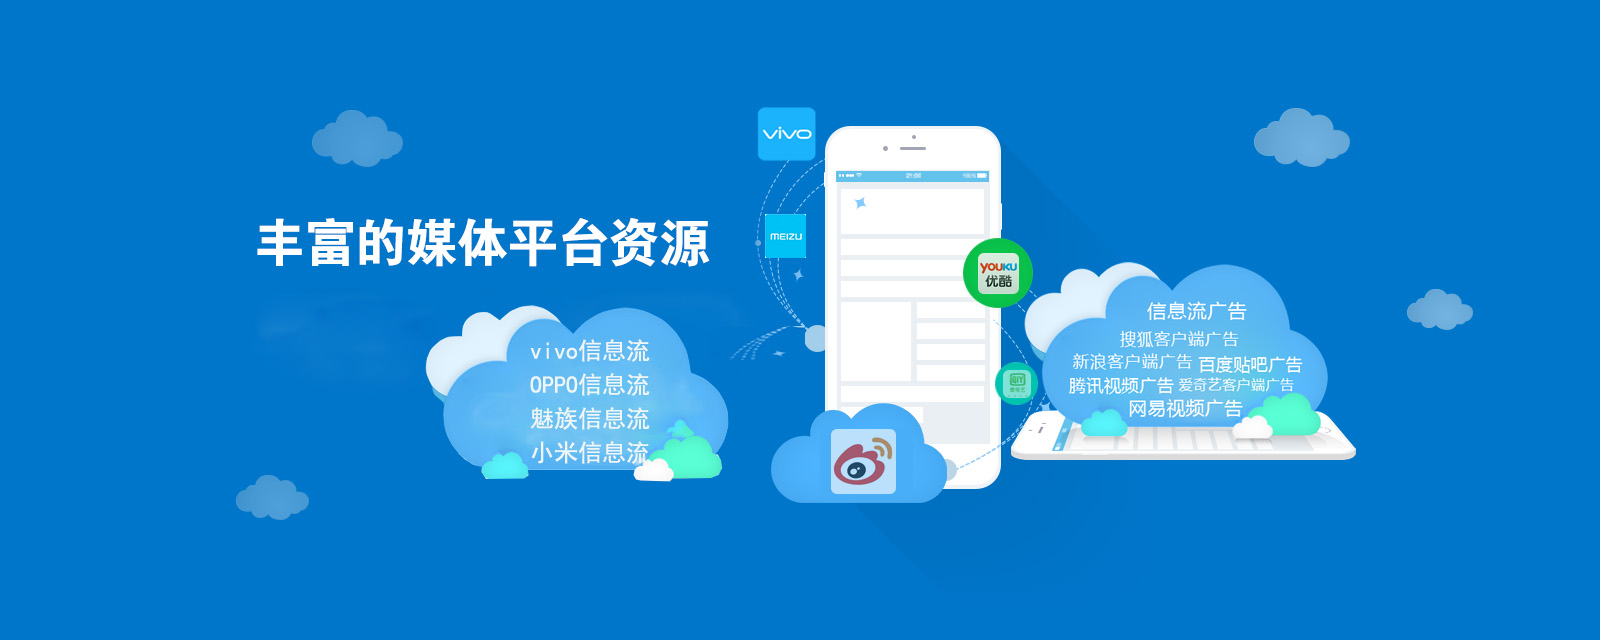 丰富的媒体平台资源
vivo信息流
OPPO信息流
魅族信息流
小米信息流
vivo
MEIZU
YOUKU
优酷
信息流广告
搜狐客户端广告
新浪客户端广告 百度贴吧广告
腾讯视频广告 爱奇艺客户端广告
网易视频广告